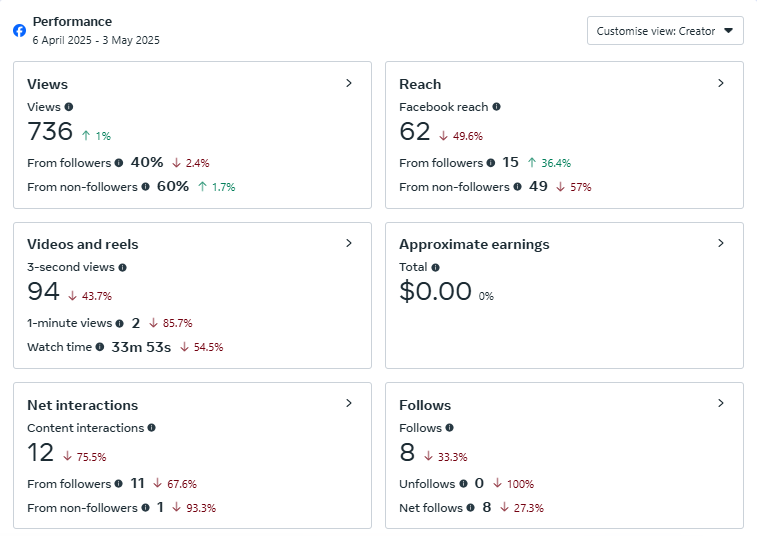 Performance
6 April 2025 - 3 May 2025
Customise view: Creator
Views
Views
736 ↑ 1%
From followers 40% ↓ 2.4%
From non-followers 60% ↑ 1.7%
Reach
Facebook reach
62 ↓ 49.6%
From followers 15 ↑ 36.4%
From non-followers 49 ↓ 57%
Videos and reels
3-second views
94 ↓ 43.7%
1-minute views 2 ↓ 85.7%
Watch time 33m 53s ↓ 54.5%
Approximate earnings
Total
$0.00 0%
Net interactions
Content interactions
12 ↓ 75.5%
From followers 11 ↓ 67.6%
From non-followers 1 ↓ 93.3%
Follows
Follows
8 ↓ 33.3%
Unfollows 0 ↓ 100%
Net follows 8 ↓ 27.3%